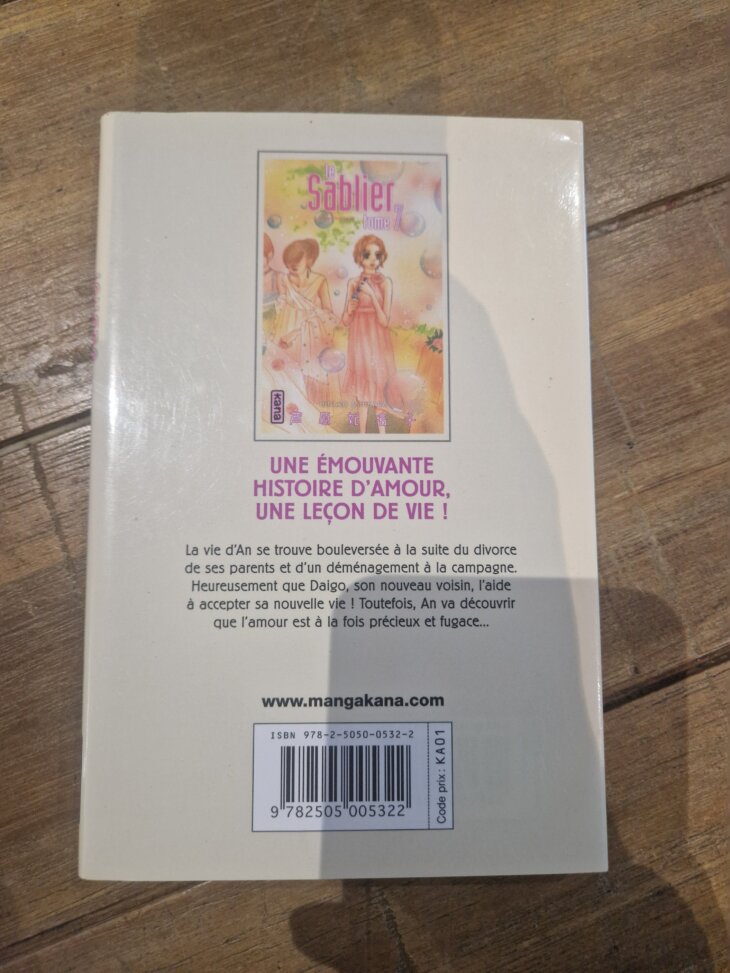 le
Sablier
tome 7
kana
UNE ÉMOUVANTE
HISTOIRE D'AMOUR,
UNE LEÇON DE VIE !
La vie d'An se trouve bouleversée à la suite du divorce
de ses parents et d'un déménagement à la campagne.
Heureusement que Daigo, son nouveau voisin, l'aide
à accepter sa nouvelle vie ! Toutefois, An va découvrir
que l'amour est à la fois précieux et fugace...
www.mangakana.com
ISBN 978-2-5050-0532-2
9 782505 005322
Code prix : KA01